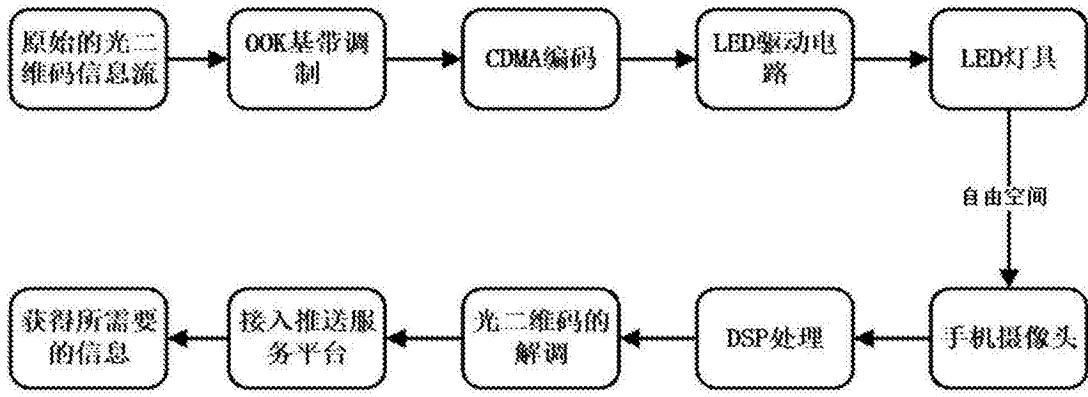 原始的光二
维码信息流
OOK基带调
制
CDMA编码
LED驱动电
路
LED灯具
自由空间
手机摄像头
DSP处理
光二维码的
解调
接入推送服
务平台
获得所需要
的信息